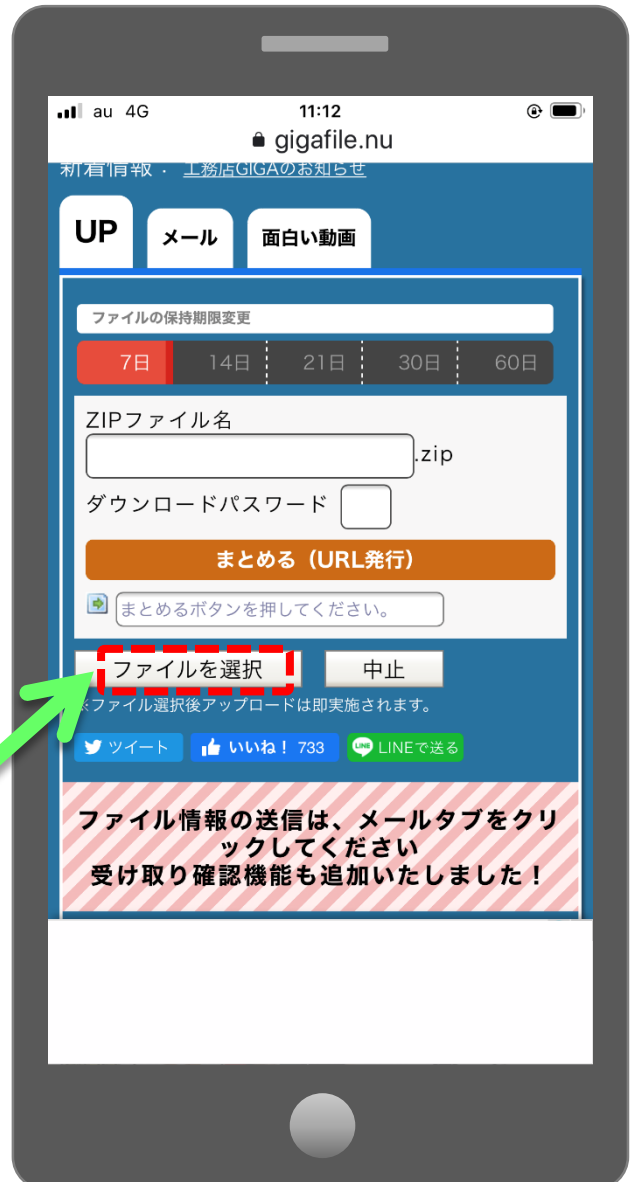 au 4G 11:12
gigafile.nu
新着情報 . 工務店GIGAのお知らせ
UP メール 面白い動画
ファイルの保持期限変更
7日 14日 21日 30日 60日
ZIPファイル名
.zip
ダウンロードパスワード
まとめる（URL発行）
まとめるボタンを押してください。
ファイルを選択 中止
※ファイル選択後アップロードは即実施されます。
ツイート いいね！ 733 LINE LINEで送る
ファイル情報の送信は、メールタブをクリ
ックしてください
受け取り確認機能も追加いたしました！